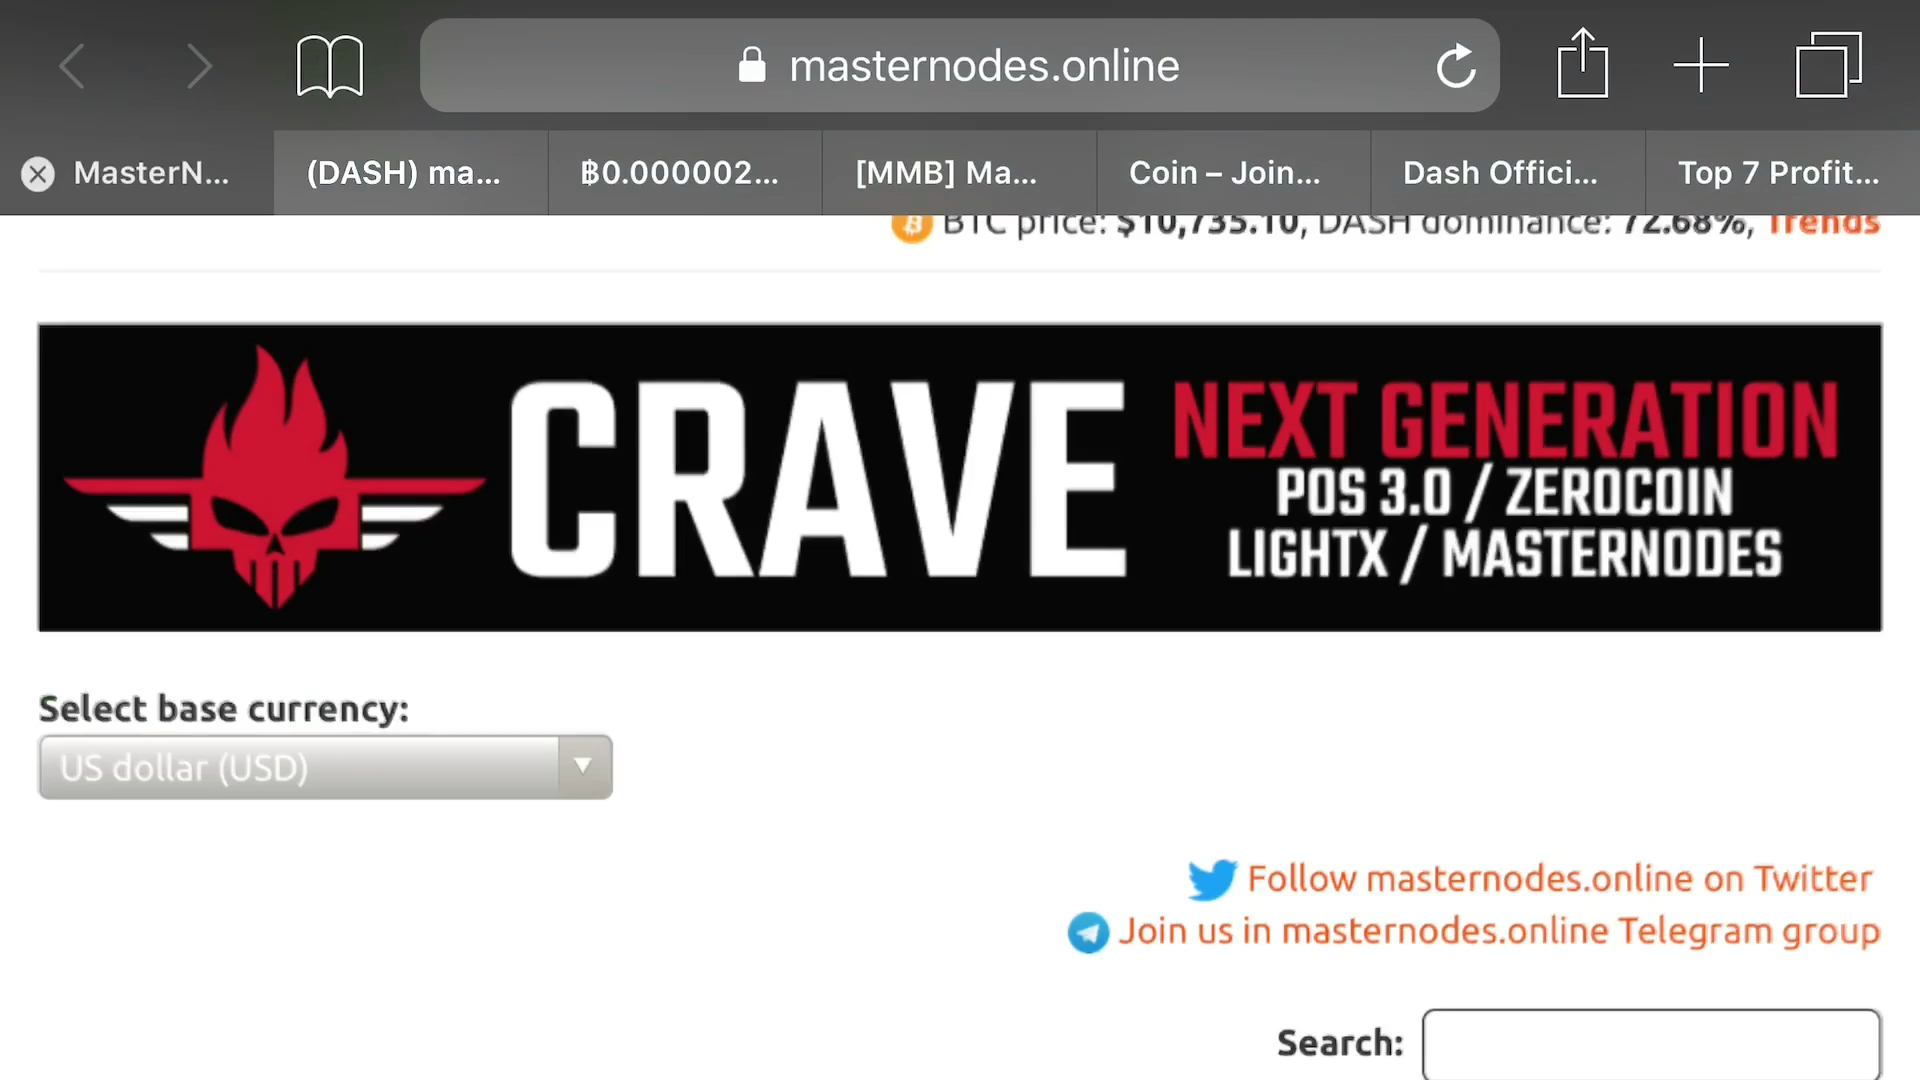 masternodes.online
MasterN... (DASH) ma... ฿0.000002... [MMB] Ma... Coin – Join... Dash Offici... Top 7 Profit...
BTC price: $10,735.10, DASH dominance: 72.68%, Trends
CRAVE
NEXT GENERATION
POS 3.0 / ZEROCOIN
LIGHTX / MASTERNODES
Select base currency:
US dollar (USD)
Follow masternodes.online on Twitter
Join us in masternodes.online Telegram group
Search: